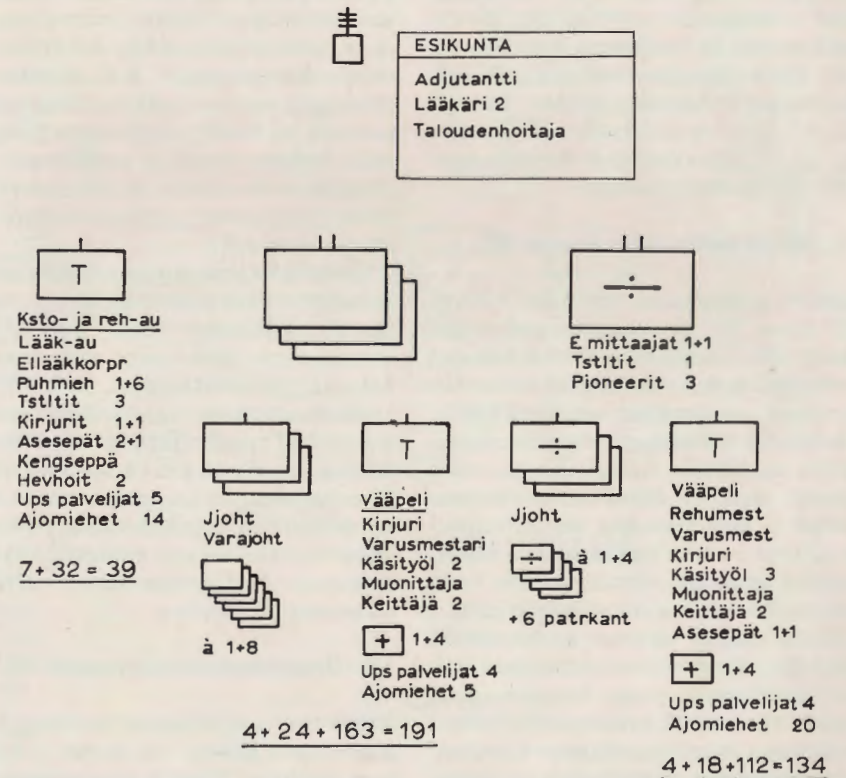 ESIKUNTA
Adjutantti
Lääkäri 2
Taloudenhoitaja
T
Ksto- ja reh-au
Lääk-au
Ellääkkorpr
Puhmieh 1+6
Tstltit 3
Kirjurit 1+1
Asesepät 2+1
Kengseppä
Hevhoit 2
Ups palvelijat 5
Ajomiehet 14
7+32=39
E mittaajat 1+1
Tstltit 1
Pioneerit 3
Jjoht
Varajoht
à 1+8
T
Vääpeli
Kirjuri
Varusmestari
Käsityöl 2
Muonittaja
Keittäjä 2
+ 1+4
Ups palvelijat 4
Ajomiehet 5
4+24+163=191
Jjoht
à 1+4
+6 patrkant
T
Vääpeli
Rehumest
Varusmest
Kirjuri
Käsityöl 3
Muonittaja
Keittäjä 2
Asesepät 1+1
+ 1+4
Ups palvelijat 4
Ajomiehet 20
4+18+112=134